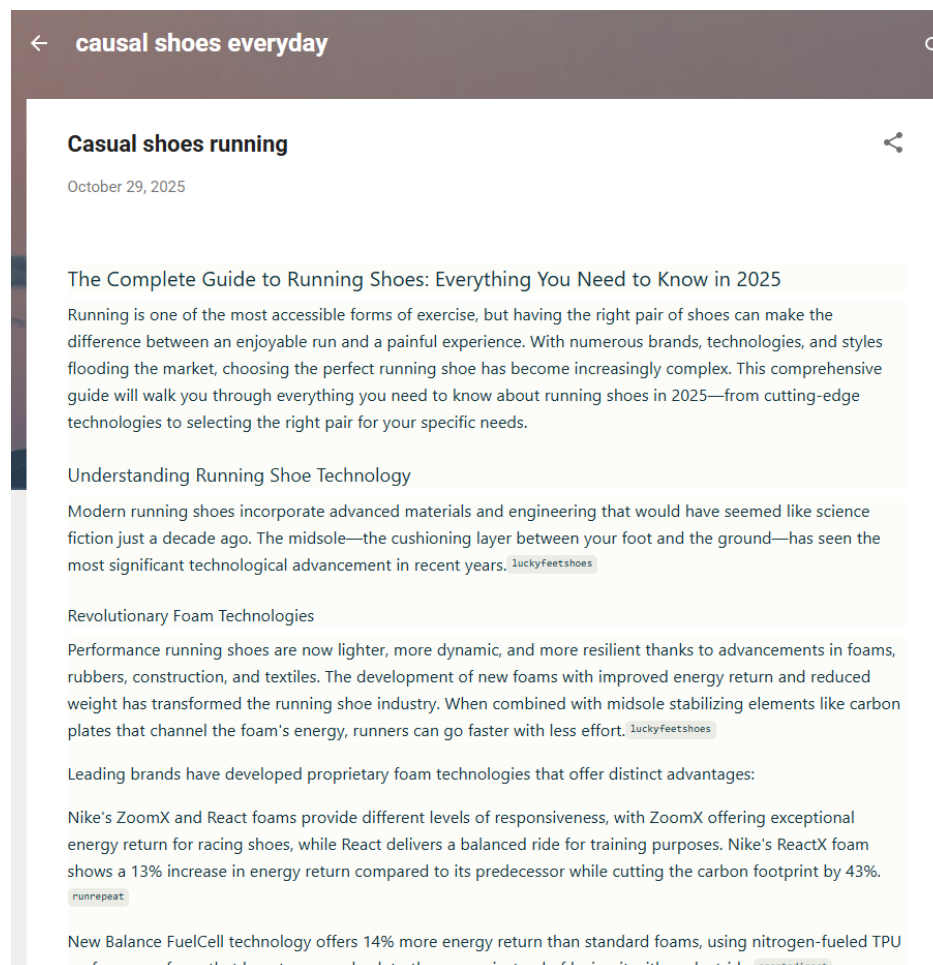 causal shoes everyday
Casual shoes running
October 29, 2025
The Complete Guide to Running Shoes: Everything You Need to Know in 2025
Running is one of the most accessible forms of exercise, but having the right pair of shoes can make the
difference between an enjoyable run and a painful experience. With numerous brands, technologies, and styles
flooding the market, choosing the perfect running shoe has become increasingly complex. This comprehensive
guide will walk you through everything you need to know about running shoes in 2025—from cutting-edge
technologies to selecting the right pair for your specific needs.
Understanding Running Shoe Technology
Modern running shoes incorporate advanced materials and engineering that would have seemed like science
fiction just a decade ago. The midsole—the cushioning layer between your foot and the ground—has seen the
most significant technological advancement in recent years. luckyfeetshoes
Revolutionary Foam Technologies
Performance running shoes are now lighter, more dynamic, and more resilient thanks to advancements in foams,
rubbers, construction, and textiles. The development of new foams with improved energy return and reduced
weight has transformed the running shoe industry. When combined with midsole stabilizing elements like carbon
plates that channel the foam's energy, runners can go faster with less effort. luckyfeetshoes
Leading brands have developed proprietary foam technologies that offer distinct advantages:
Nike's ZoomX and React foams provide different levels of responsiveness, with ZoomX offering exceptional
energy return for racing shoes, while React delivers a balanced ride for training purposes. Nike's ReactX foam
shows a 13% increase in energy return compared to its predecessor while cutting the carbon footprint by 43%.
runrepeat
New Balance FuelCell technology offers 14% more energy return than standard foams, using nitrogen-fueled TPU